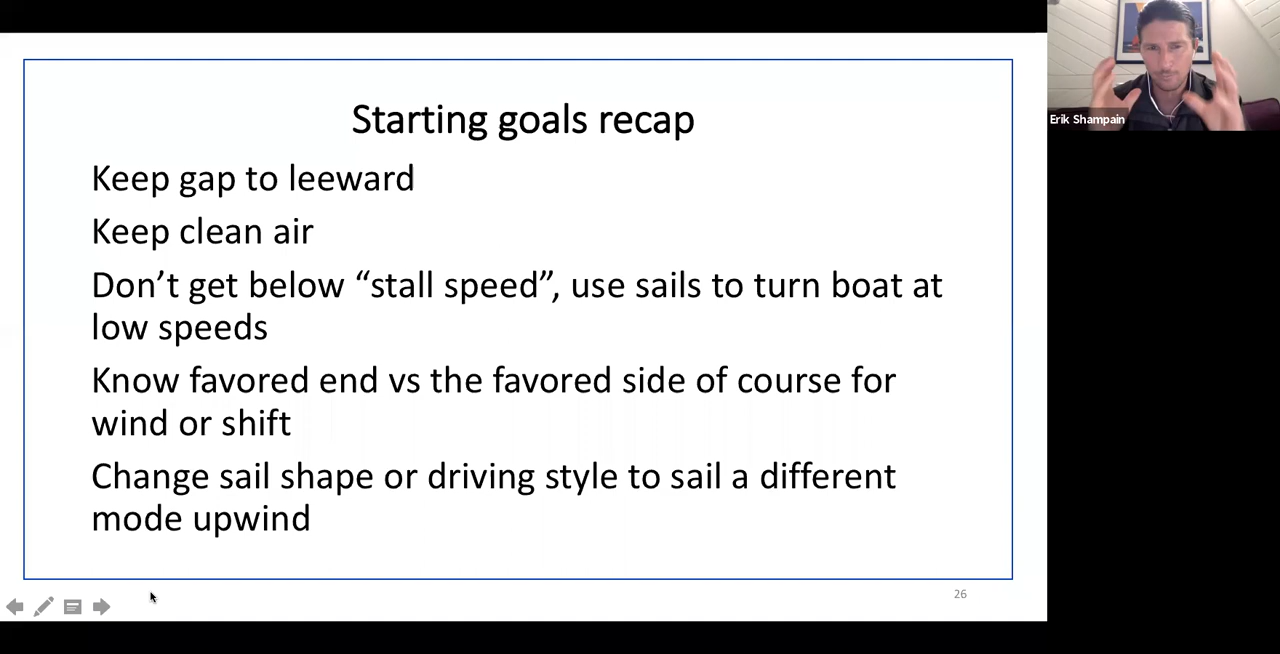 Starting goals recap
Keep gap to leeward
Keep clean air
Don’t get below “stall speed”, use sails to turn boat at
low speeds
Know favored end vs the favored side of course for
wind or shift
Change sail shape or driving style to sail a different
mode upwind
26
Erik Shampain